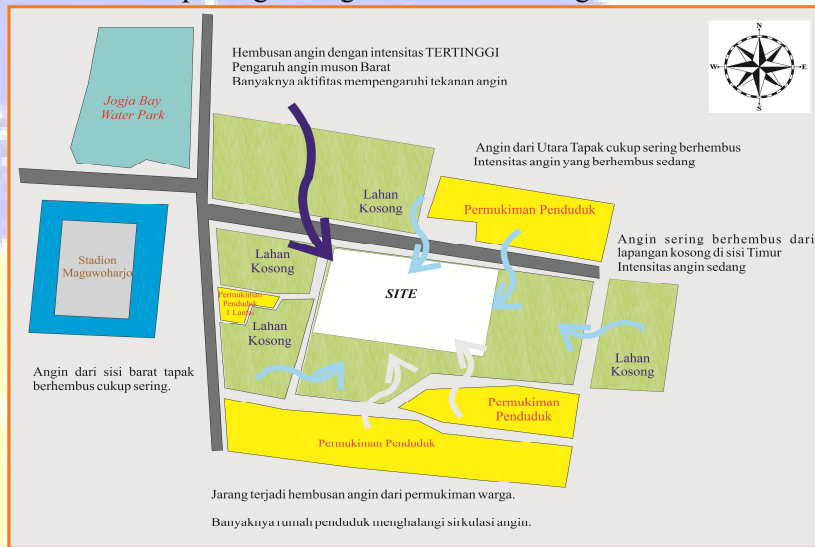 Hembusan angin dengan intensitas TERTINGGI
Pengaruh angin muson Barat
Banyaknya aktifitas mempengaruhi tekanan angin
N
W
E
S
Jogja Bay
Water Park
Angin dari Utara Tapak cukup sering berhembus
Intensitas angin yang berhembus sedang
Lahan
Kosong
Permukiman Penduduk
Stadion
Maguwoharjo
Lahan
Kosong
Angin sering berhembus dari
lapangan kosong di sisi Timur
Intensitas angin sedang
SITE
Permukiman
Penduduk
1 Lantai
Lahan
Kosong
Lahan
Kosong
Angin dari sisi barat tapak
berhembus cukup sering.
Permukiman
Penduduk
Permukiman Penduduk
Jarang terjadi hembusan angin dari permukiman warga.
Banyaknya rumah penduduk menghalangi sirkulasi angin.